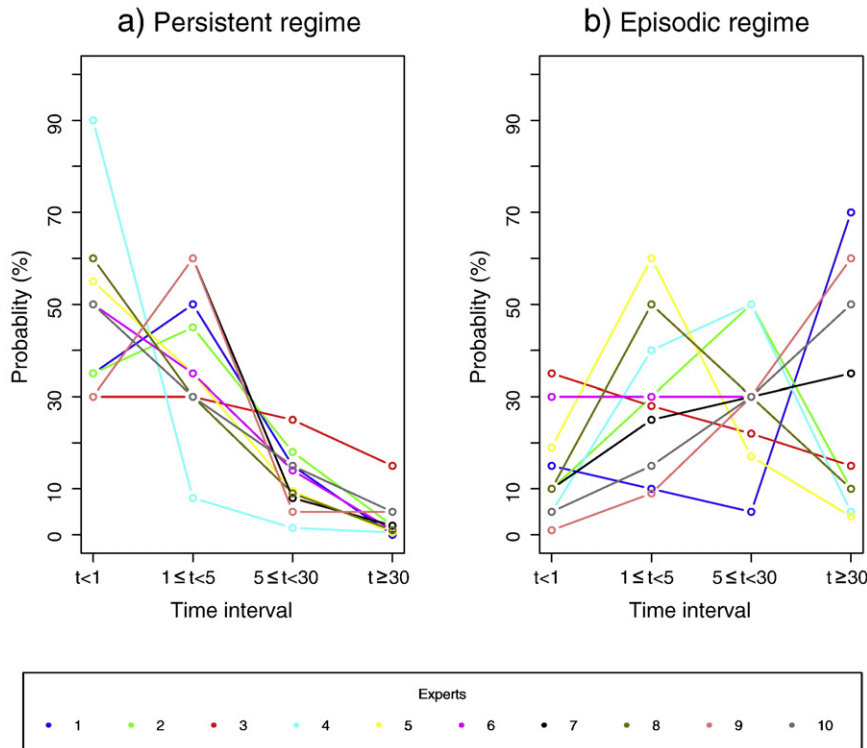 a) Persistent regime
b) Episodic regime
Probablity (%)
90
70
50
30
10
0
t<1
1≤t<5
5≤t<30
t≥30
Time interval
Probablity (%)
90
70
50
30
10
0
t<1
1≤t<5
5≤t<30
t≥30
Time interval
Experts
1 2 3 4 5 6 7 8 9 10